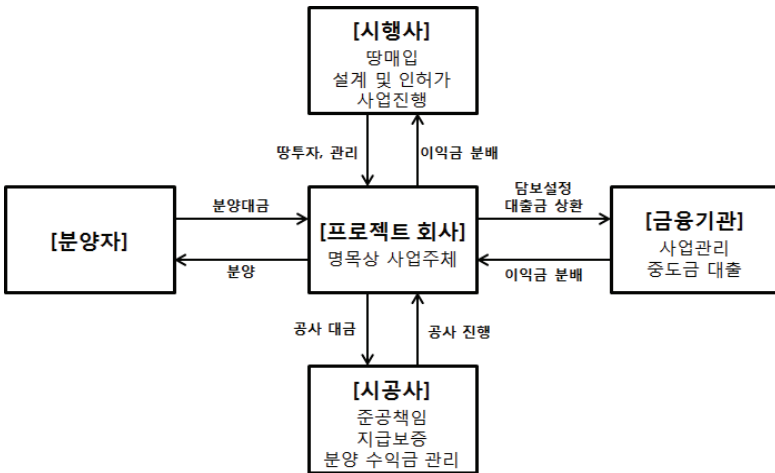 [시행사]
땅매입
설계 및 인허가
사업진행
땅투자, 관리
이익금 분배
[분양자]
분양대금
분양
[프로젝트 회사]
명목상 사업주체
담보설정
대출금 상환
이익금 분배
[금융기관]
사업관리
중도금 대출
공사 대금
공사 진행
[시공사]
준공책임
지급보증
분양 수익금 관리